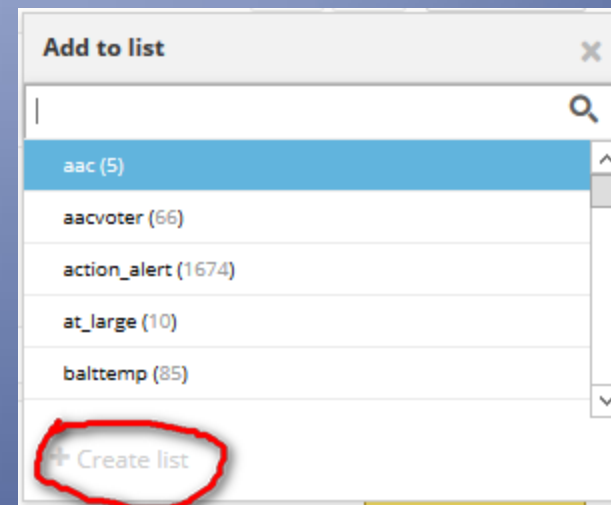 Add to list
aac (5)
aacvoter (66)
action_alert (1674)
at_large (10)
balttemp (85)
+ Create list